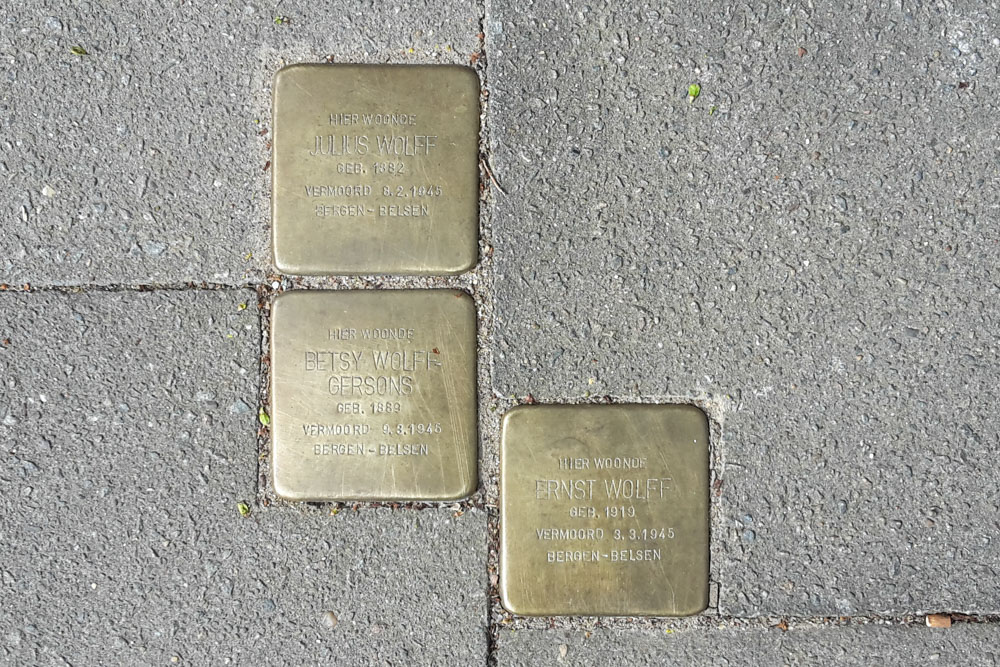 HIER WOONDE
JULIUS WOLFF
GEB. 1882
VERMOORD 8.2.1945
BERGEN-BELSEN
HIER WOONDE
BETSY WOLFF-
GERSONS
GEB. 1889
VERMOORD 9.3.1945
BERGEN-BELSEN
HIER WOONDE
ERNST WOLFF
GEB. 1919
VERMOORD 3.3.1945
BERGEN-BELSEN